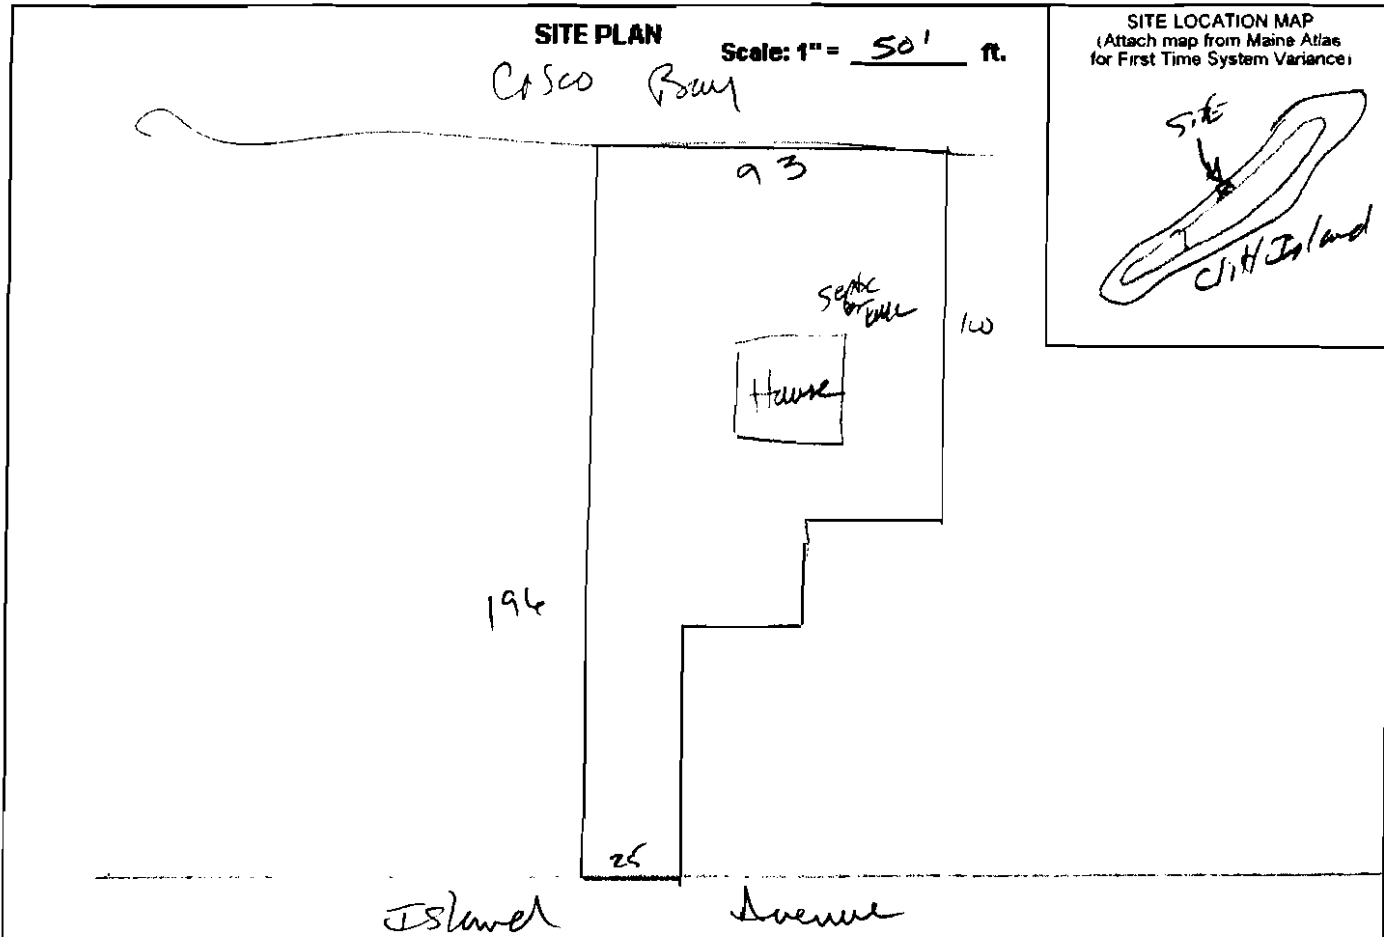 SITE PLAN
Scale: 1" = 50' ft.
Casco Bay
SITE LOCATION MAP
(Attach map from Maine Atlas
for First Time System Variance)
SITE
Cliff Island
93
Septic
100
House
196
25
Island Avenue